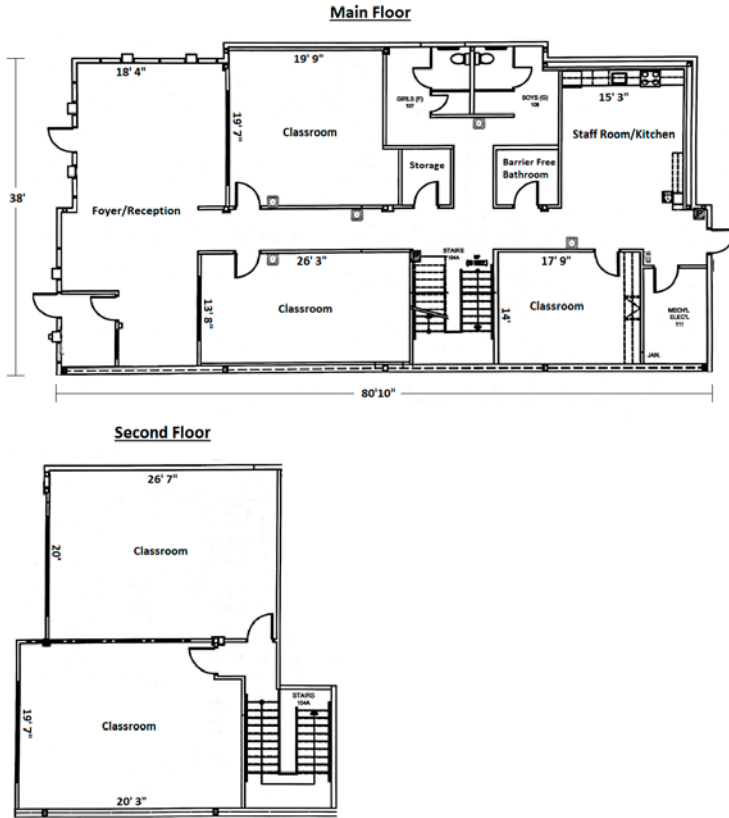 Main Floor
18' 4"
19' 9"
GIRLS (F)
107
BOYS (G)
108
15' 3"
19' 7"
Classroom
Staff Room/Kitchen
Storage
Barrier Free
Bathroom
38'
Foyer/Reception
STAIRS
104A
26' 3"
17' 9"
13' 8"
Classroom
14'
Classroom
MECH'L
ELEC'L
111
JAN.
80'10"
Second Floor
26' 7"
20'
Classroom
STAIRS
104A
19' 7"
Classroom
20' 3"